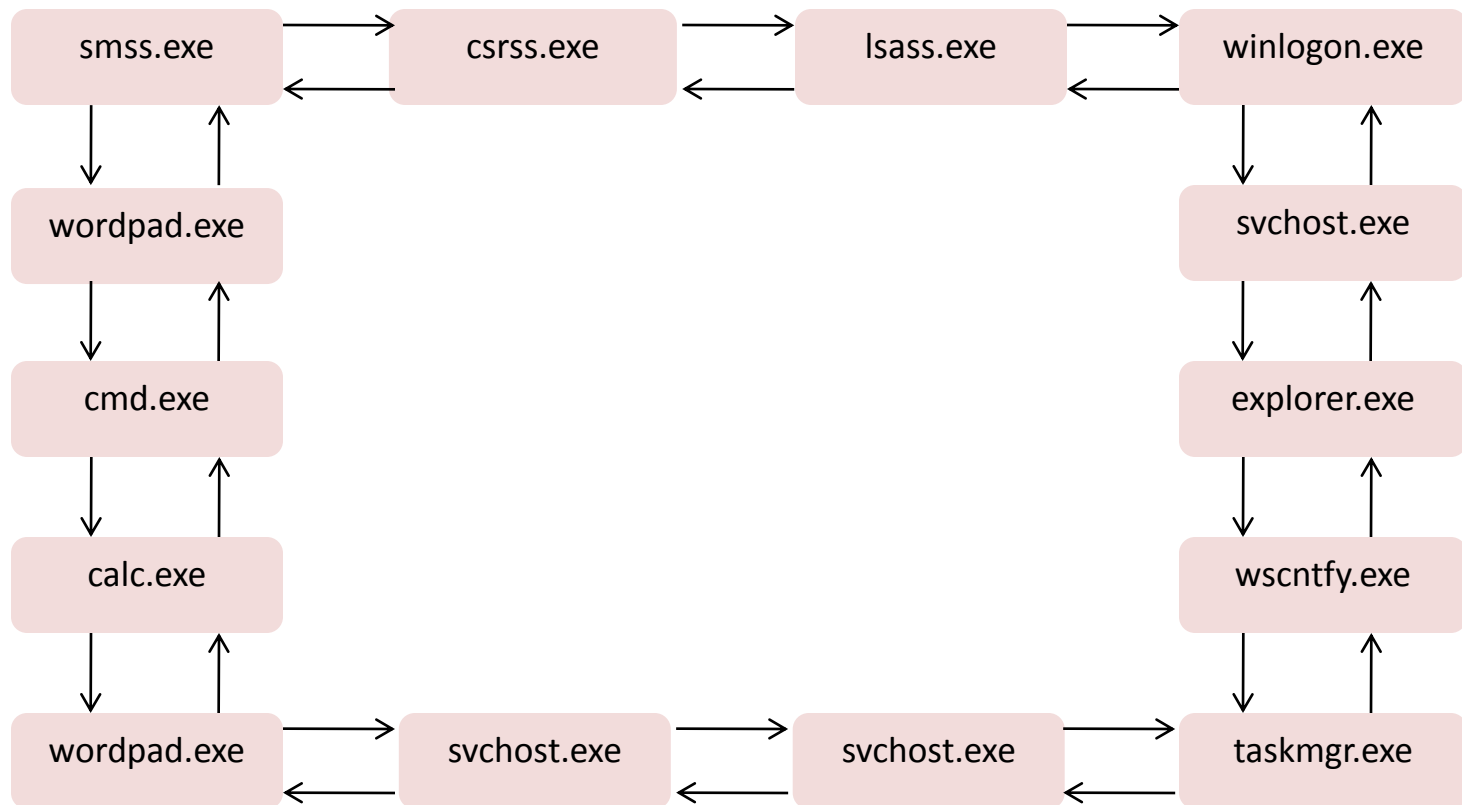 smss.exe
csrss.exe
lsass.exe
winlogon.exe
wordpad.exe
svchost.exe
cmd.exe
explorer.exe
calc.exe
wscntfy.exe
wordpad.exe
svchost.exe
svchost.exe
taskmgr.exe